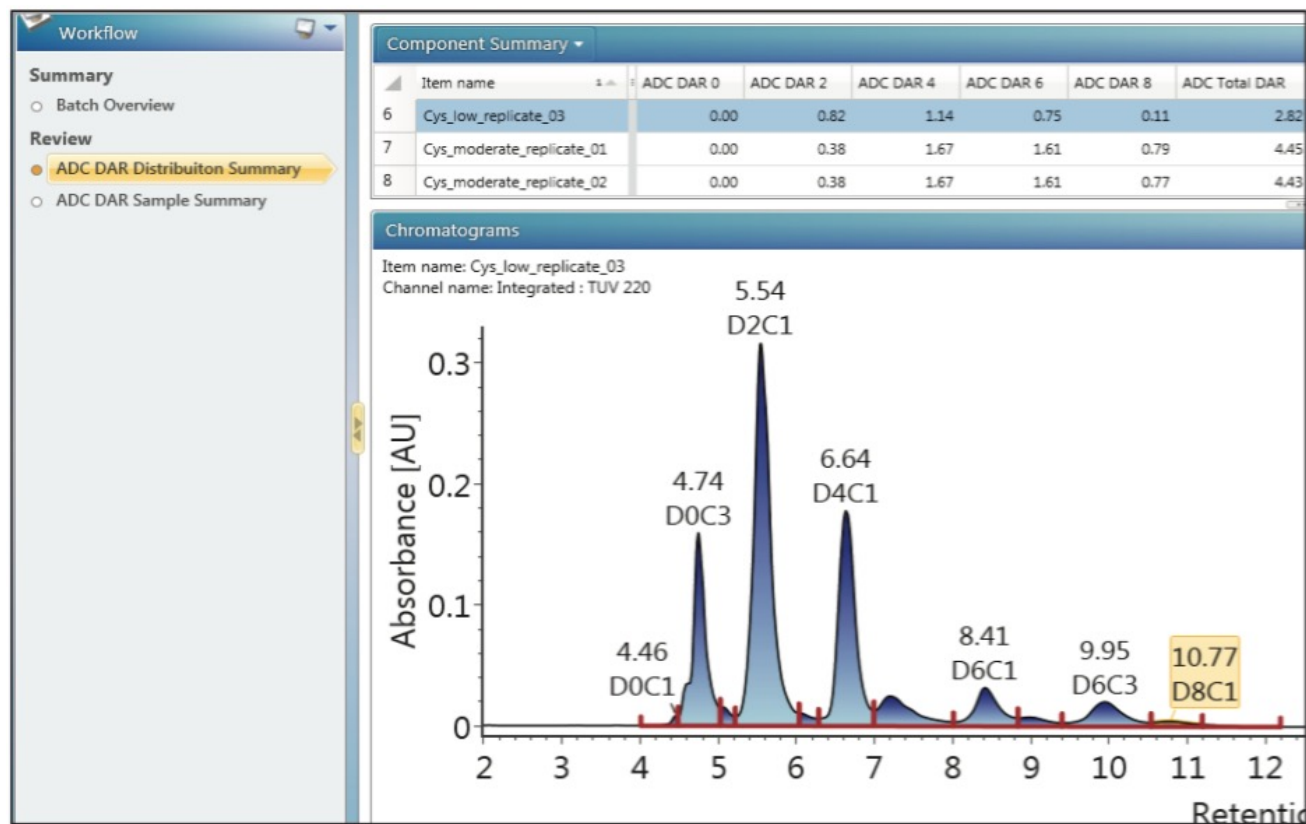 Workflow
Summary
Batch Overview
Review
ADC DAR Distribuiton Summary
ADC DAR Sample Summary
Component Summary
Item name 1 ADC DAR 0 ADC DAR 2 ADC DAR 4 ADC DAR 6 ADC DAR 8 ADC Total DAR
6 Cys_low_replicate_03 0.00 0.82 1.14 0.75 0.11 2.82
7 Cys_moderate_replicate_01 0.00 0.38 1.67 1.61 0.79 4.45
8 Cys_moderate_replicate_02 0.00 0.38 1.67 1.61 0.77 4.43
Chromatograms
Item name: Cys_low_replicate_03
Channel name: Integrated : TUV 220
5.54
D2C1
6.64
D4C1
4.74
D0C3
4.46
D0C1
8.41
D6C1
9.95
D6C3
10.77
D8C1
Absorbance [AU]
0.3
0.2
0.1
0
2 3 4 5 6 7 8 9 10 11 12